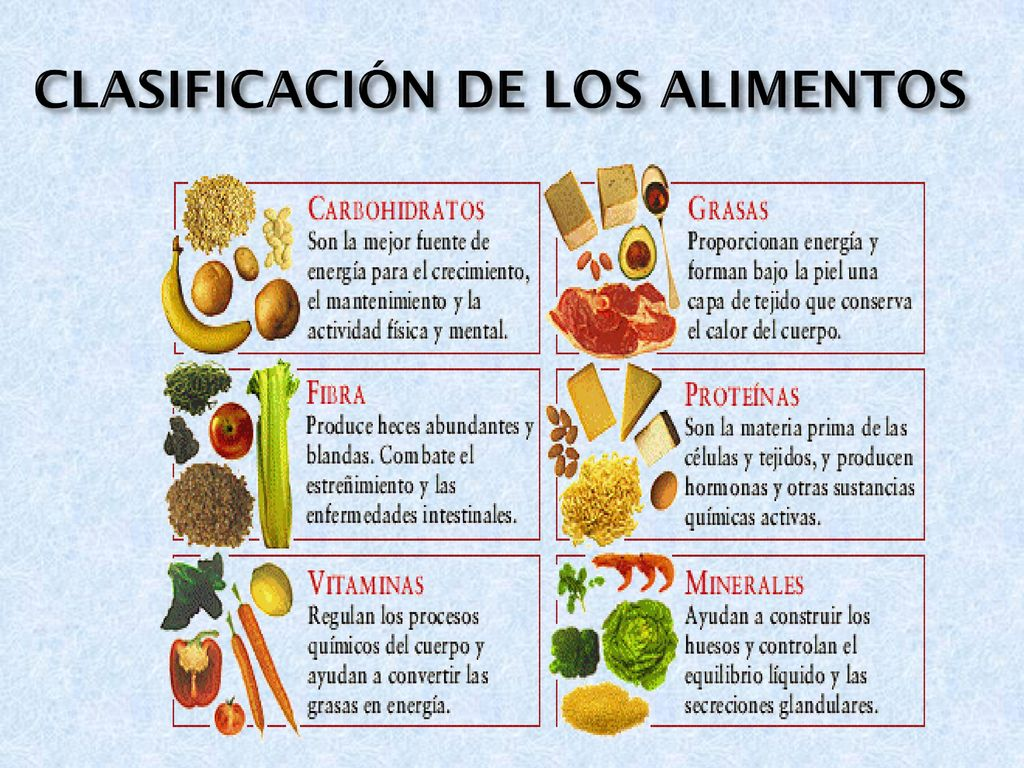 CLASIFICACIÓN DE LOS ALIMENTOS
CARBOHIDRATOS
Son la mejor fuente de
energía para el crecimiento,
el mantenimiento y la
actividad física y mental.
GRASAS
Proporcionan energía y
forman bajo la piel una
capa de tejido que conserva
el calor del cuerpo.
FIBRA
Produce heces abundantes y
blandas. Combate el
estreñimiento y las
enfermedades intestinales.
PROTEÍNAS
Son la materia prima de las
células y tejidos, y producen
hormonas y otras sustancias
químicas activas.
VITAMINAS
Regulan los procesos
químicos del cuerpo y
ayudan a convertir las
grasas en energía.
MINERALES
Ayudan a construir los
huesos y controlan el
equilibrio líquido y las
secreciones glandulares.